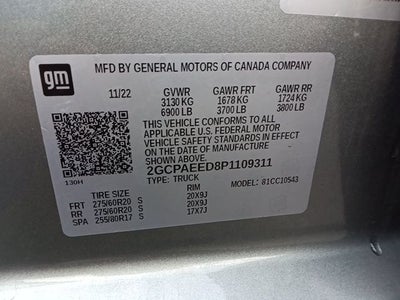 gm
MFD BY GENERAL MOTORS OF CANADA COMPANY
11/22 GVWR GAWR FRT GAWR RR
3130 KG 1678 KG 1724 KG
6900 LB 3700 LB 3800 LB
THIS VEHICLE CONFORMS TO ALL
APPLICABLE U.S. FEDERAL MOTOR
VEHICLE SAFETY STANDARDS IN
EFFECT ON THE DATE OF
MANUFACTURE SHOWN ABOVE.
2GCPAEED8P1109311
130H TYPE: TRUCK MODEL: 81CC10543
TIRE SIZE RIM
FRT 275/60R20 S 20X9J
RR 275/60R20 S 20X9J
SPA 255/80R17 S 17X7J